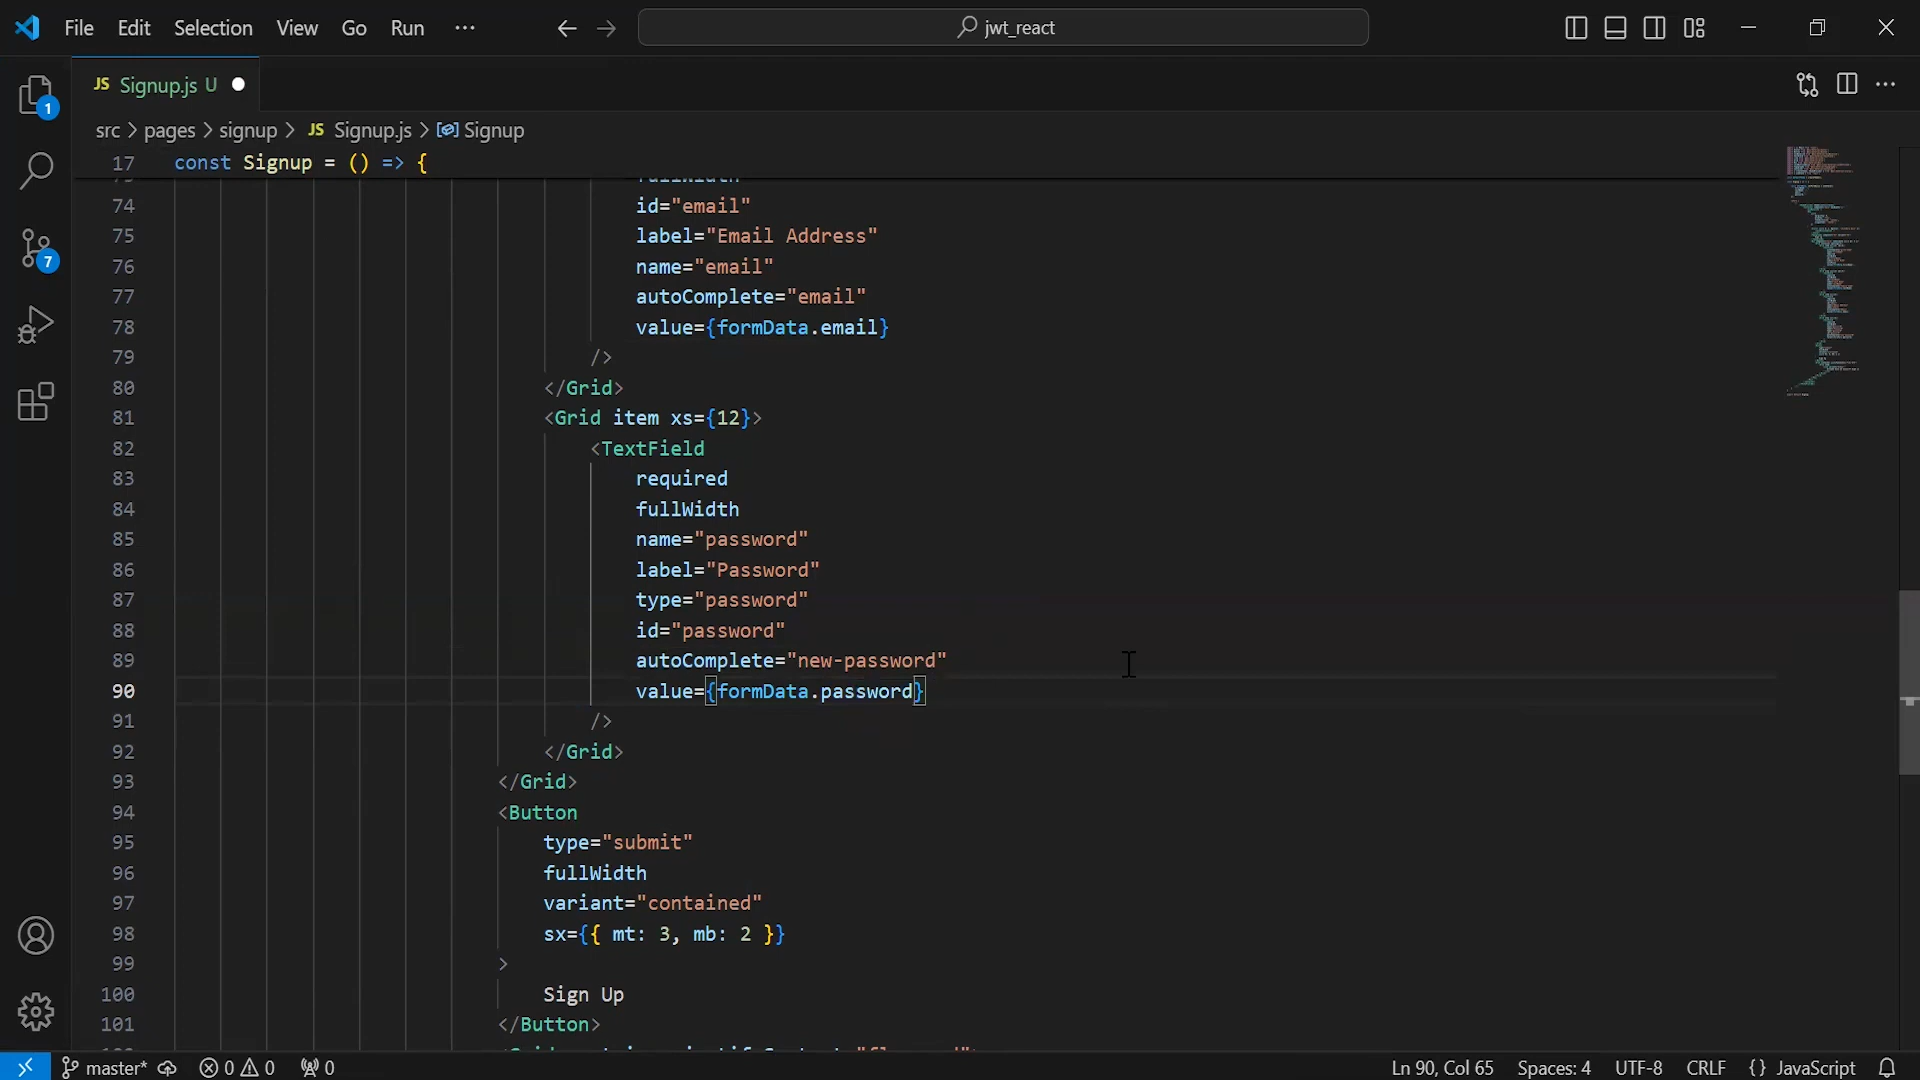 File Edit Selection View Go Run ··· jwt_react
JS Signup.js U
src > pages > signup > JS Signup.js > Signup
17 const Signup = () => {
74 id="email"
75 label="Email Address"
76 name="email"
77 autoComplete="email"
78 value={formData.email}
79 />
80 </Grid>
81 <Grid item xs={12}>
82 <TextField
83 required
84 fullWidth
85 name="password"
86 label="Password"
87 type="password"
88 id="password"
89 autoComplete="new-password"
90 value={formData.password}
91 />
92 </Grid>
93 </Grid>
94 <Button
95 type="submit"
96 fullWidth
97 variant="contained"
98 sx={{ mt: 3, mb: 2 }}
99 >
100 Sign Up
101 </Button>
1
7
master* 0 0 0 Ln 90, Col 65 Spaces: 4 UTF-8 CRLF {} JavaScript